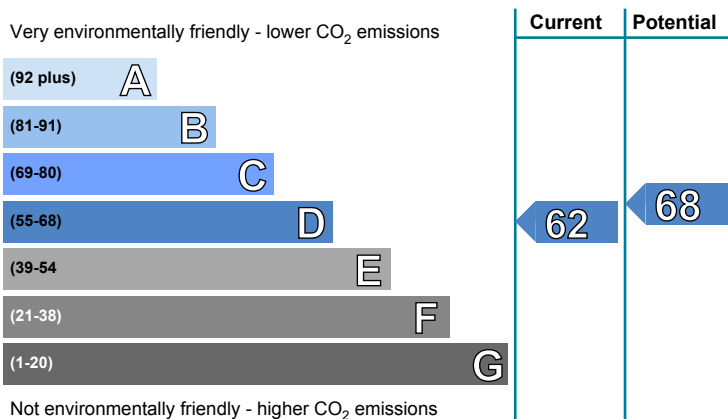 Current Potential
Very environmentally friendly - lower CO2 emissions
(92 plus) A
(81-91) B
(69-80) C
(55-68) D
62 68
(39-54 E
(21-38) F
(1-20) G
Not environmentally friendly - higher CO2 emissions